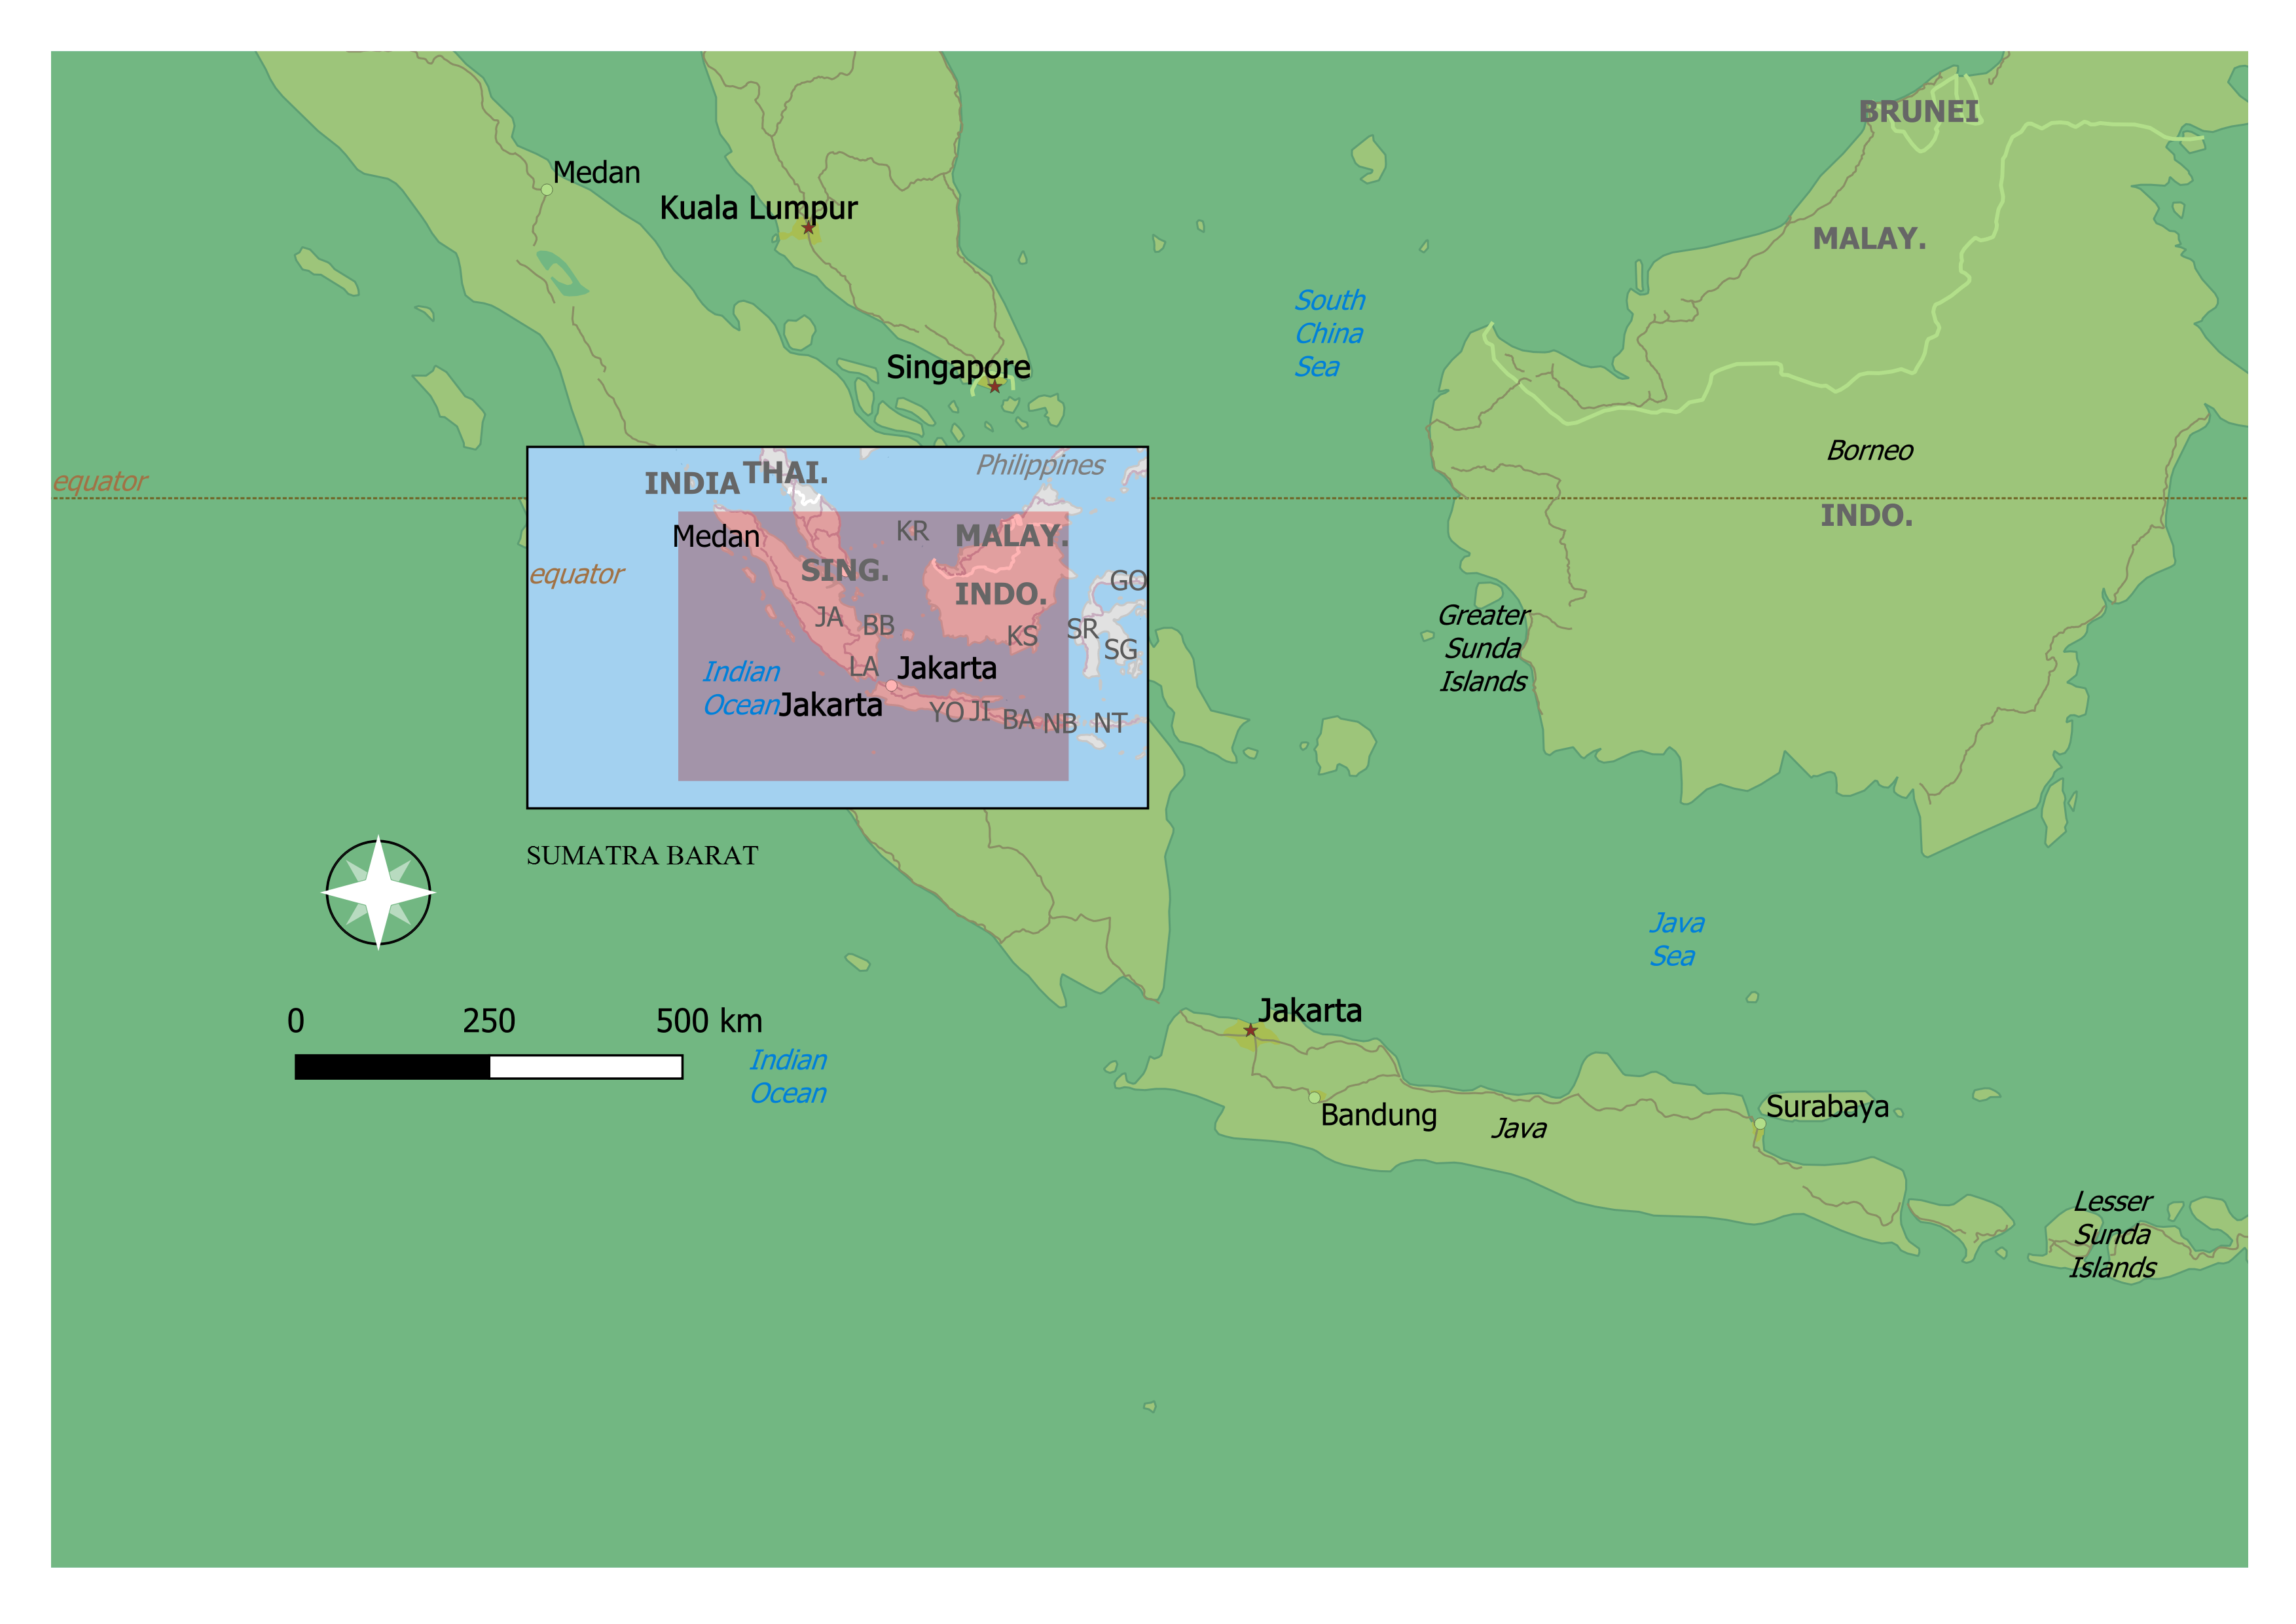 BRUNEI
Medan
Kuala Lumpur
MALAY.
South
China
Sea
Singapore
Borneo
equator
INDO.
Philippines
THAI.
INDIA
KR
MALAY.
Medan
SING.
equator
INDO.
GO
JA
BB
KS
SR
SG
LA
Jakarta
Indian
Ocean
Jakarta
YO
JI
BA
NB
NT
Greater
Sunda
Islands
SUMATRA BARAT
Java
Sea
0 250 500 km
Jakarta
Indian
Ocean
Bandung
Java
Surabaya
Lesser
Sunda
Islands